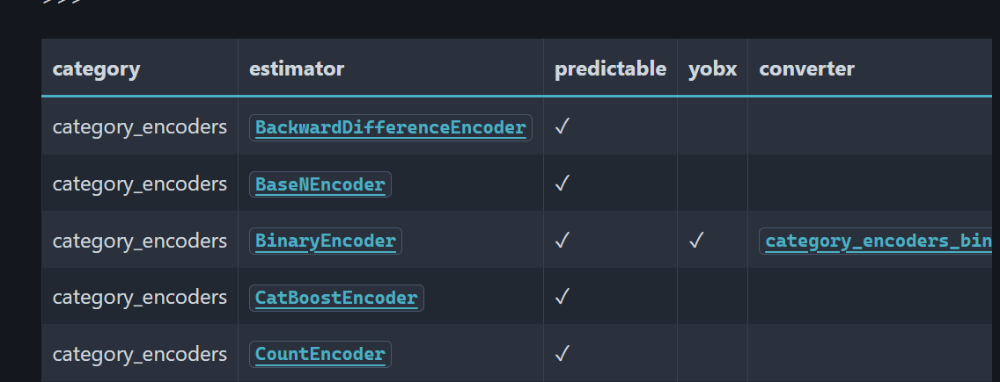 >>>
category estimator predictable yobx converter
category_encoders BackwardDifferenceEncoder ✓
category_encoders BaseNEncoder ✓
category_encoders BinaryEncoder ✓ ✓ category_encoders_bin
category_encoders CatBoostEncoder ✓
category_encoders CountEncoder ✓